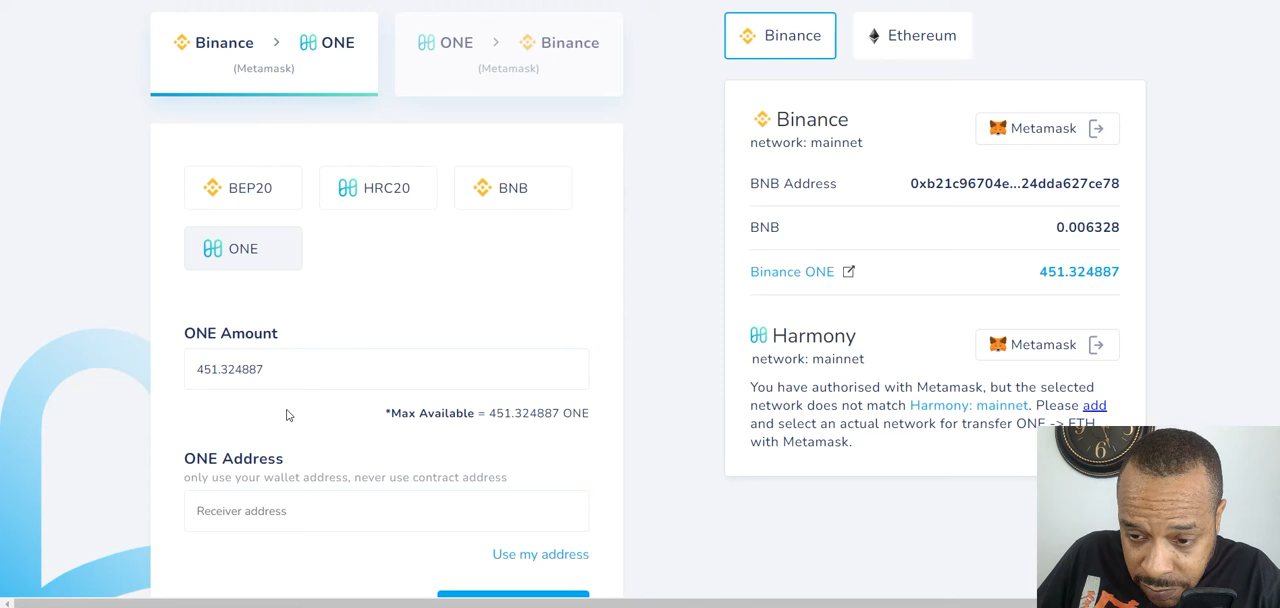 Binance > ONE
(Metamask)
ONE > Binance
(Metamask)
BEP20
HRC20
BNB
ONE
ONE Amount
451.324887
*Max Available = 451.324887 ONE
ONE Address
only use your wallet address, never use contract address
Receiver address
Use my address
Binance
Ethereum
Binance
network: mainnet
Metamask
BNB Address
0xb21c96704e...24dda627ce78
BNB
0.006328
Binance ONE
451.324887
Harmony
network: mainnet
Metamask
You have authorised with Metamask, but the selected
network does not match Harmony: mainnet. Please add
and select an actual network for transfer ONE -> ETH
with Metamask.